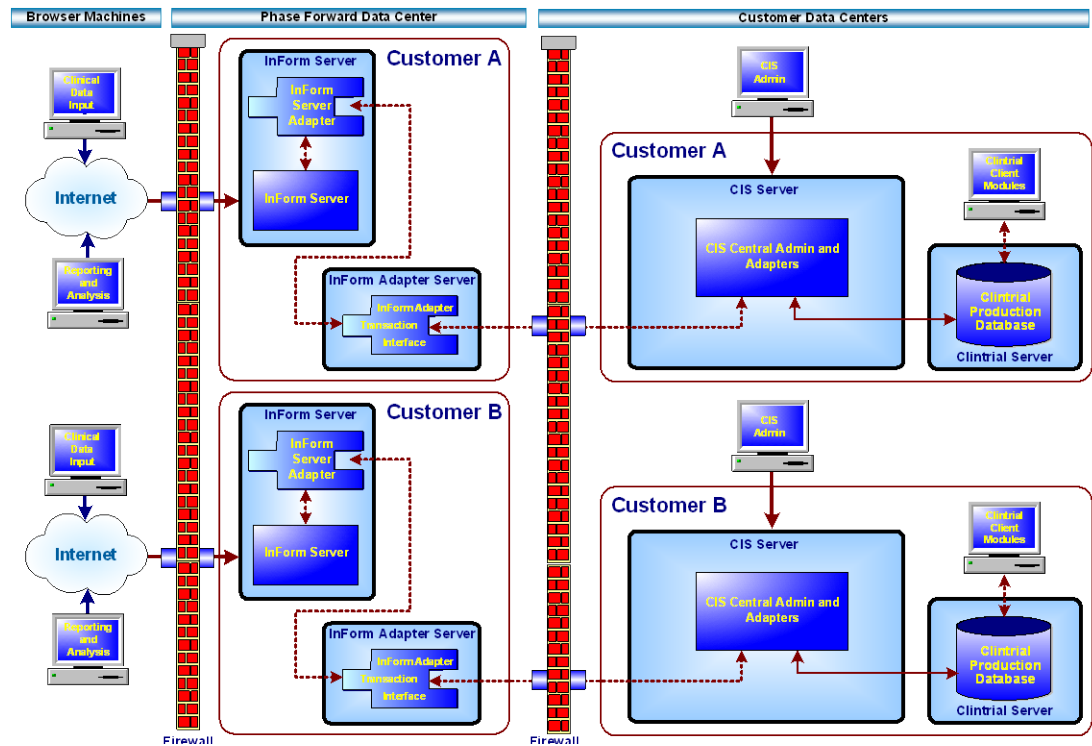 Browser Machines
Phase Forward Data Center
Customer Data Centers
Clinical
Data
Input
Internet
Reporting
and
Analysis
InForm Server
Customer A
InForm
Server
Adapter
InForm Server
InForm Adapter Server
InForm Adapter
Transaction
Interface
CIS
Admin
Customer A
CIS Server
CIS Central Admin and
Adapters
Clintrial
Client
Modules
Clintrial
Production
Database
Clintrial Server
Clinical
Data
Input
Internet
Reporting
and
Analysis
InForm Server
Customer B
InForm
Server
Adapter
InForm Server
InForm Adapter Server
InForm Adapter
Transaction
Interface
CIS
Admin
Customer B
CIS Server
CIS Central Admin and
Adapters
Clintrial
Client
Modules
Clintrial
Production
Database
Clintrial Server
Firewall
Firewall